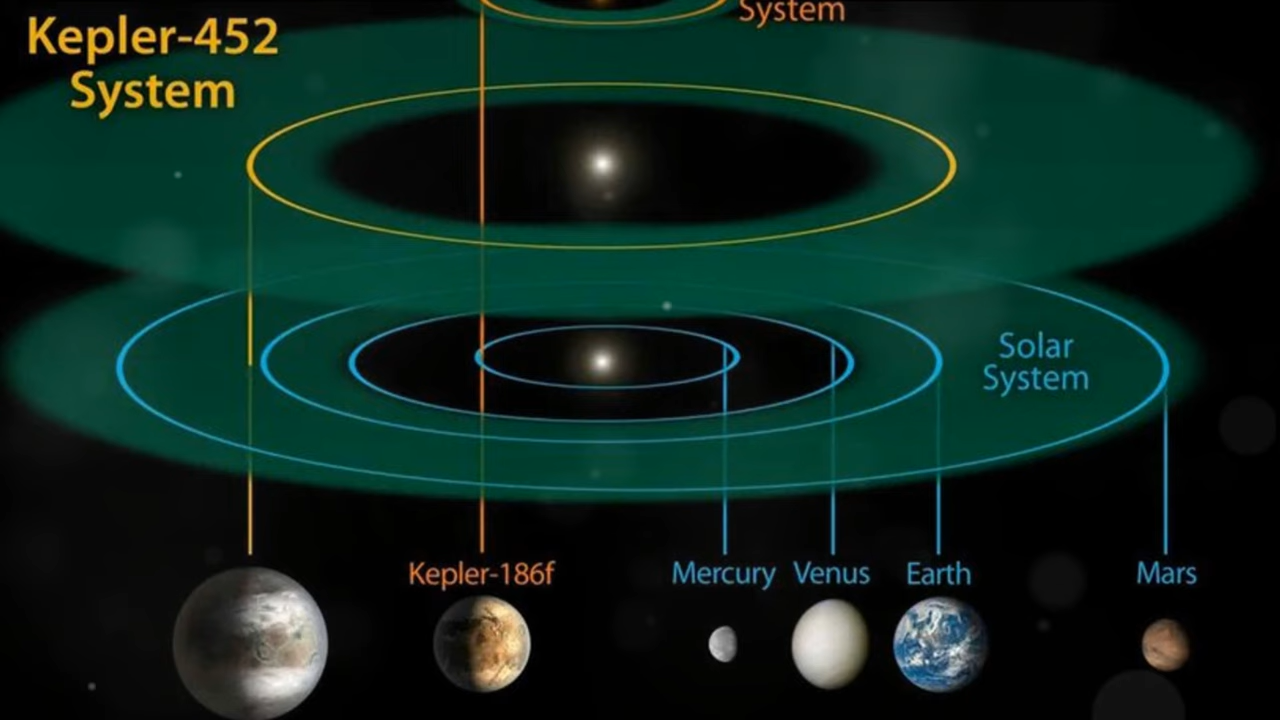 System
Kepler-452
System
Solar
System
Kepler-186f
Mercury
Venus
Earth
Mars